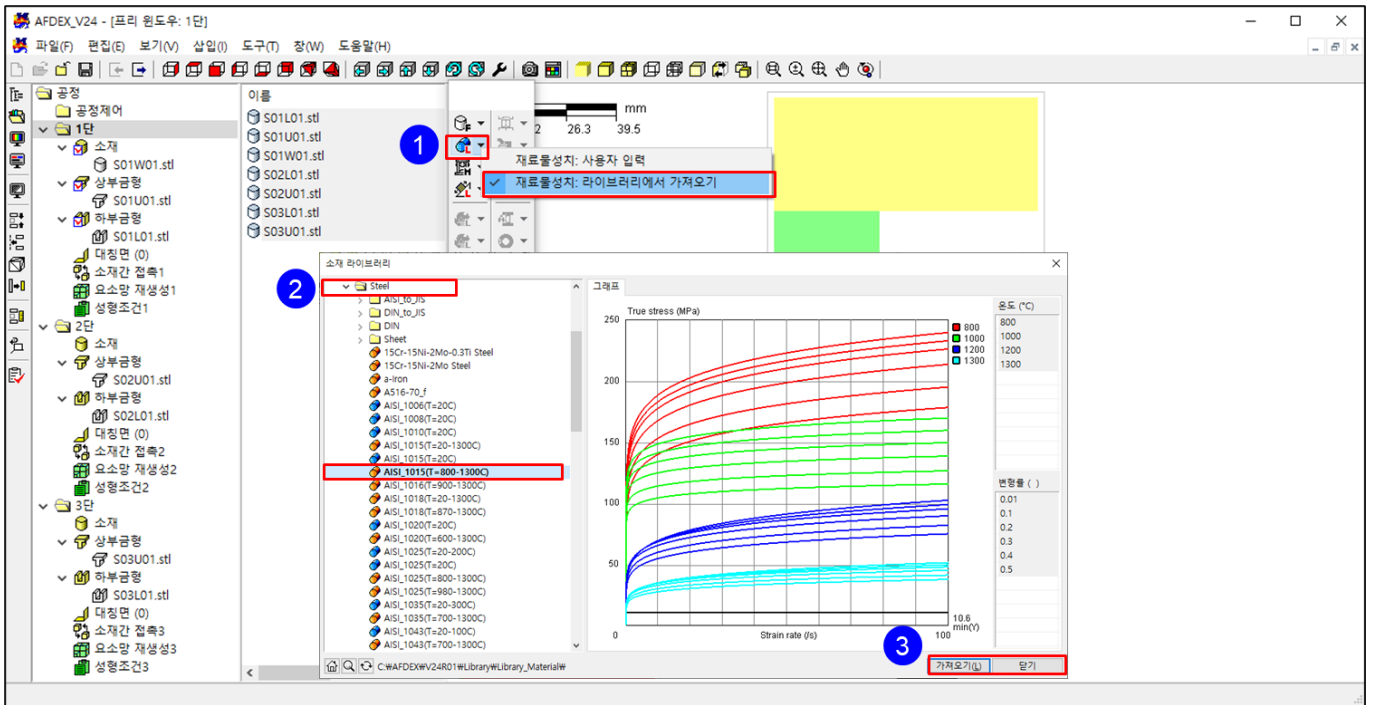 AFDEX_V24 - [프리 윈도우: 1단]
파일(F) 편집(E) 보기(V) 삽입(I) 도구(T) 창(W) 도움말(H)
공정
공정제어
1단
소재
S01W01.stl
상부금형
S01U01.stl
하부금형
S01L01.stl
대칭면 (0)
소재간 접촉1
요소망 재생성1
성형조건1
2단
소재
상부금형
S02U01.stl
하부금형
S02L01.stl
대칭면 (0)
소재간 접촉2
요소망 재생성2
성형조건2
3단
소재
상부금형
S03U01.stl
하부금형
S03L01.stl
대칭면 (0)
소재간 접촉3
요소망 재생성3
성형조건3
이름
S01L01.stl
S01U01.stl
S01W01.stl
S02L01.stl
S02U01.stl
S03L01.stl
S03U01.stl
mm
2 26.3 39.5
1
재료물성치: 사용자 입력
재료물성치: 라이브러리에서 가져오기
소재 라이브러리
2
Steel
AISI_to_JIS
DIN_to_JIS
DIN
Sheet
15Cr-15Ni-2Mo-0.3Ti Steel
15Cr-15Ni-2Mo Steel
a-Iron
A516-70_f
AISI_1006(T=20C)
AISI_1008(T=20C)
AISI_1010(T=20C)
AISI_1015(T=20-1300C)
AISI_1015(T=20C)
AISI_1015(T=800-1300C)
AISI_1016(T=900-1300C)
AISI_1018(T=20-1300C)
AISI_1018(T=870-1300C)
AISI_1020(T=20C)
AISI_1020(T=600-1300C)
AISI_1025(T=20-200C)
AISI_1025(T=20C)
AISI_1025(T=800-1300C)
AISI_1025(T=980-1300C)
AISI_1035(T=20-300C)
AISI_1035(T=700-1300C)
AISI_1043(T=20-100C)
AISI_1043(T=700-1300C)
C:₩AFDEX₩V24R01₩Library₩Library_Material₩
그래프
True stress (MPa)
250
200
150
100
50
0
Strain rate (/s)
100
800
1000
1200
1300
10.6
min(Y)
온도 (°C)
800
1000
1200
1300
변형률 ( )
0.01
0.1
0.2
0.3
0.4
0.5
3
가져오기(L) 닫기